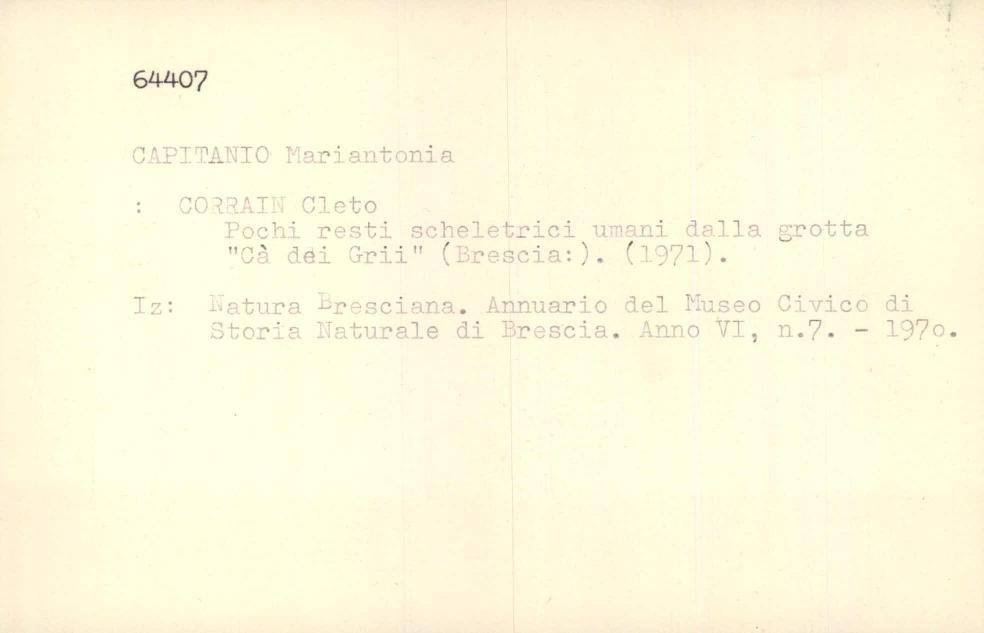 64407
CAPITANIO Mariantonia
: CORRAIN Cleto
Pochi resti scheletrici umani dalla grotta
"Cà dei Grii" (Brescia:). (1971).
Iz: Natura Bresciana. Annuario del Museo Civico di
Storia Naturale di Brescia. Anno VI, n.7. - 197o.